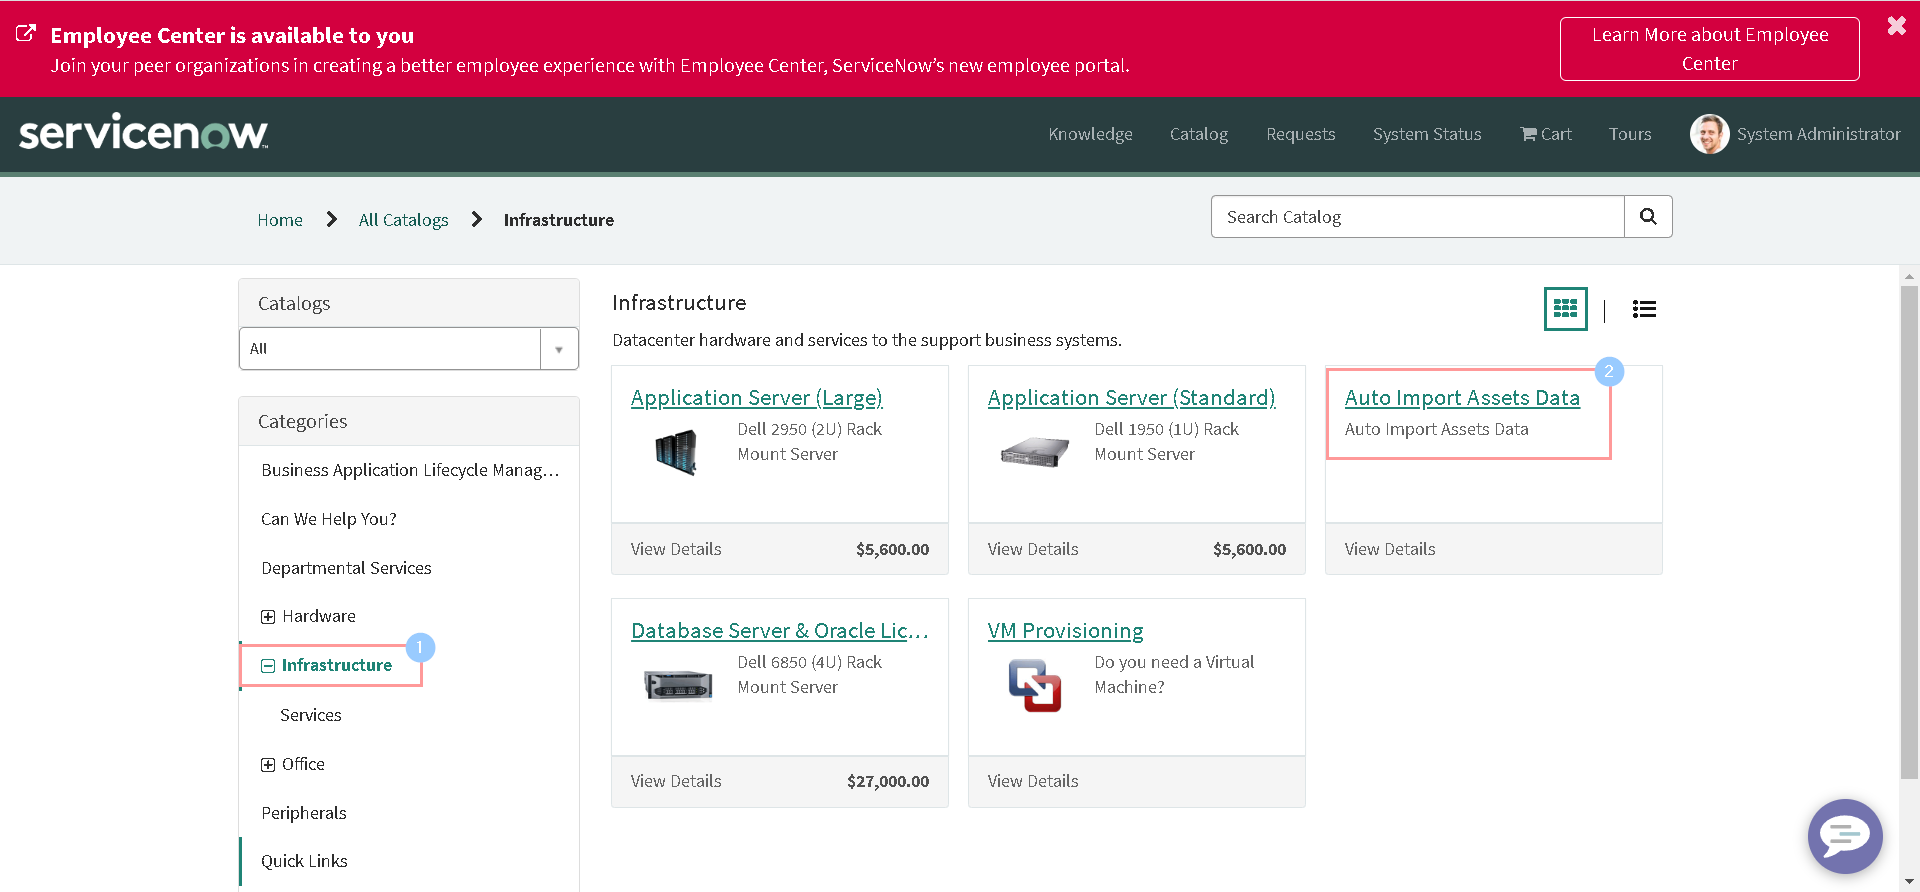 Employee Center is available to you
Join your peer organizations in creating a better employee experience with Employee Center, ServiceNow's new employee portal.
Learn More about Employee
Center
servicenow
Knowledge
Catalog
Requests
System Status
Cart
Tours
System Administrator
Home
All Catalogs
Infrastructure
Search Catalog
Catalogs
All
Categories
Business Application Lifecycle Manag...
Can We Help You?
Departmental Services
Hardware
1
Infrastructure
Services
Office
Peripherals
Quick Links
Infrastructure
Datacenter hardware and services to the support business systems.
Application Server (Large)
Dell 2950 (2U) Rack
Mount Server
View Details
$5,600.00
Application Server (Standard)
Dell 1950 (1U) Rack
Mount Server
View Details
$5,600.00
2
Auto Import Assets Data
Auto Import Assets Data
View Details
Database Server & Oracle Lic...
Dell 6850 (4U) Rack
Mount Server
View Details
$27,000.00
VM Provisioning
Do you need a Virtual
Machine?
View Details